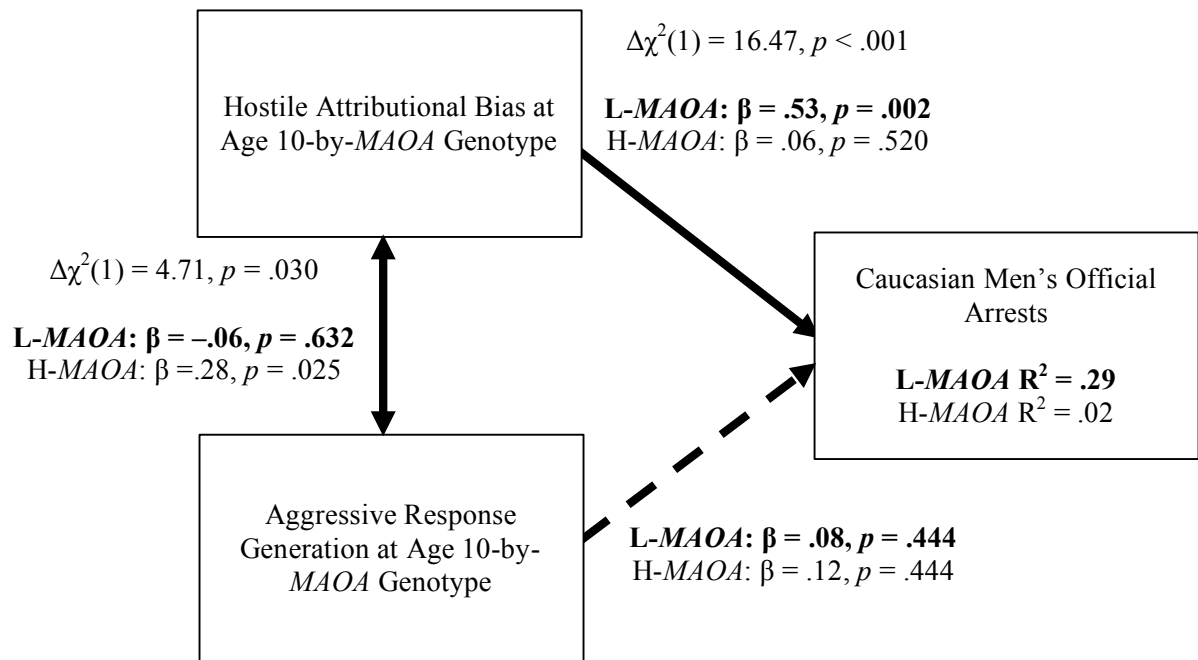 Δχ²(1) = 16.47, p < .001
Hostile Attributional Bias at
Age 10-by-MAOA Genotype
L-MAOA: β = .53, p = .002
H-MAOA: β = .06, p = .520
Δχ²(1) = 4.71, p = .030
L-MAOA: β = –.06, p = .632
H-MAOA: β =.28, p = .025
Caucasian Men’s Official
Arrests
L-MAOA R² = .29
H-MAOA R² = .02
Aggressive Response
Generation at Age 10-by-
MAOA Genotype
L-MAOA: β = .08, p = .444
H-MAOA: β = .12, p = .444